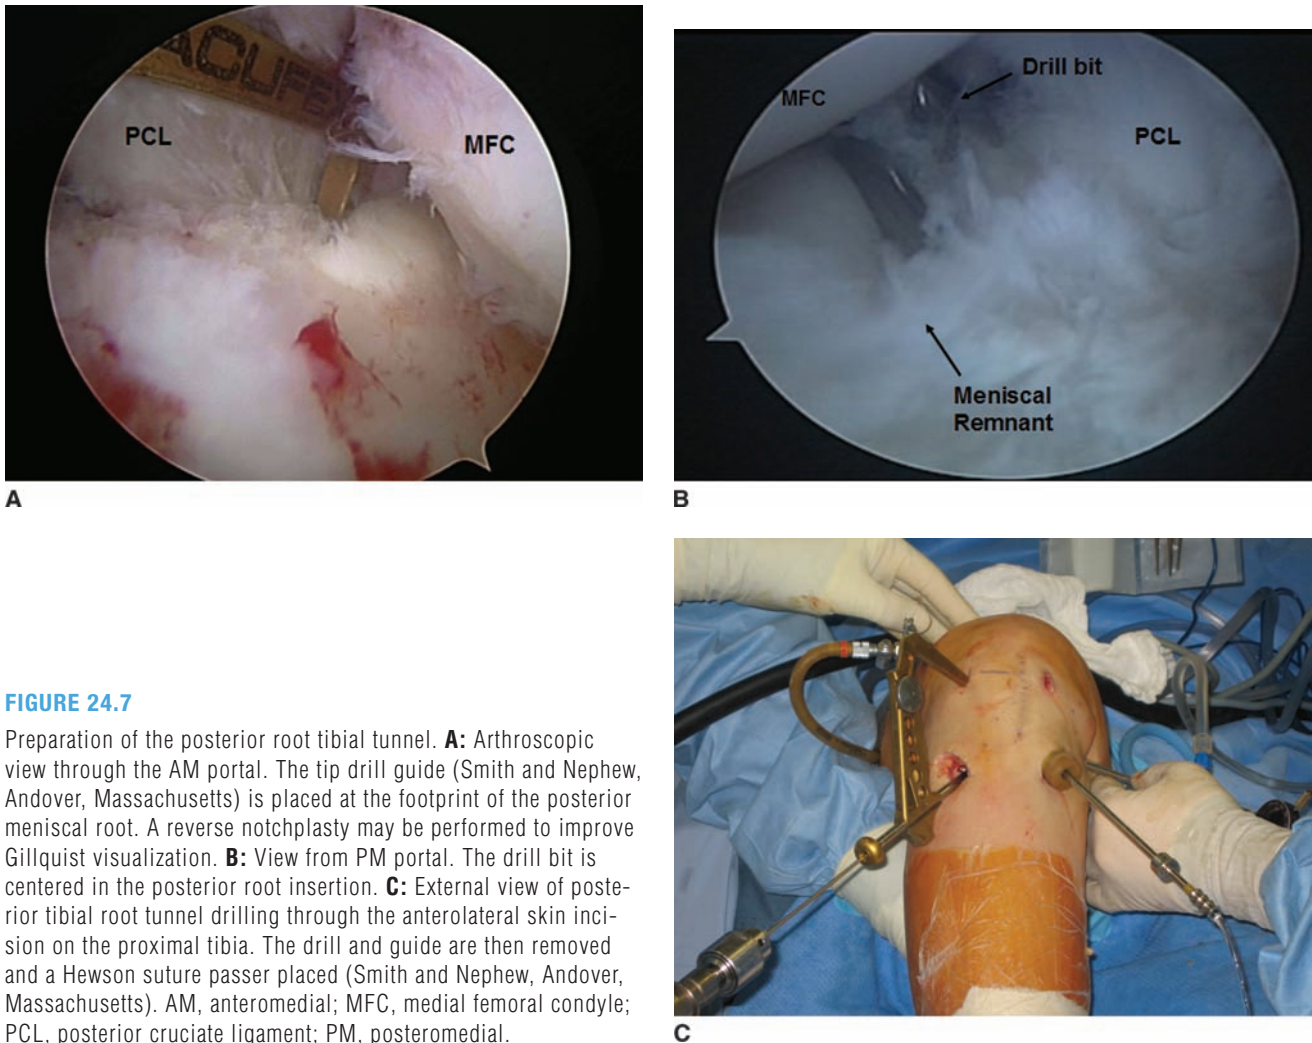 ACUFEX
PCL
MFC
A
MFC
Drill bit
PCL
Meniscal
Remnant
B
FIGURE 24.7
Preparation of the posterior root tibial tunnel. A: Arthroscopic
view through the AM portal. The tip drill guide (Smith and Nephew,
Andover, Massachusetts) is placed at the footprint of the posterior
meniscal root. A reverse notchplasty may be performed to improve
Gillquist visualization. B: View from PM portal. The drill bit is
centered in the posterior root insertion. C: External view of poste-
rior tibial root tunnel drilling through the anterolateral skin inci-
sion on the proximal tibia. The drill and guide are then removed
and a Hewson suture passer placed (Smith and Nephew, Andover,
Massachusetts). AM, anteromedial; MFC, medial femoral condyle;
PCL, posterior cruciate ligament; PM, posteromedial.
C